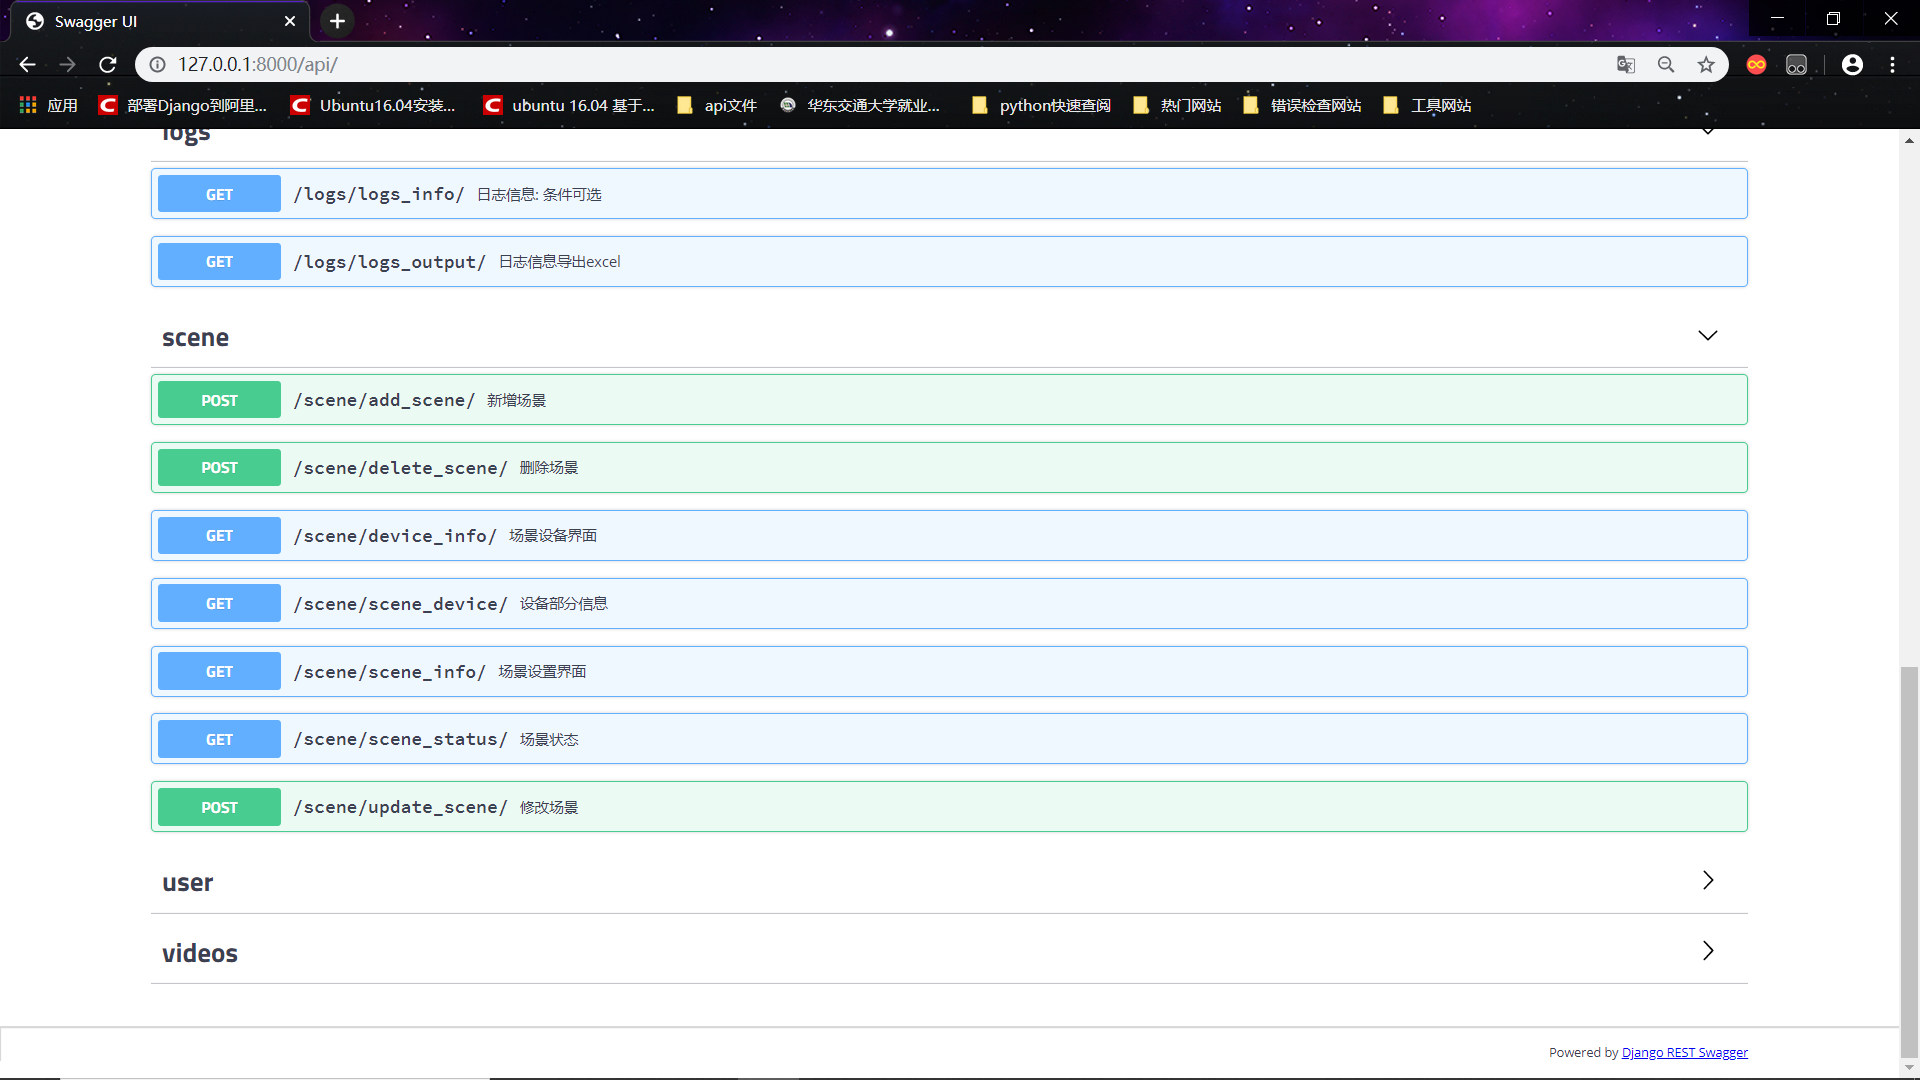 Swagger UI
127.0.0.1:8000/api/
应用
部署Django到阿里...
Ubuntu16.04安装...
ubuntu 16.04 基于...
api文件
华东交通大学就业...
python快速查阅
热门网站
错误检查网站
工具网站
logs
GET /logs/logs_info/ 日志信息: 条件可选
GET /logs/logs_output/ 日志信息导出excel
scene
POST /scene/add_scene/ 新增场景
POST /scene/delete_scene/ 删除场景
GET /scene/device_info/ 场景设备界面
GET /scene/scene_device/ 设备部分信息
GET /scene/scene_info/ 场景设置界面
GET /scene/scene_status/ 场景状态
POST /scene/update_scene/ 修改场景
user
videos
Powered by Django REST Swagger